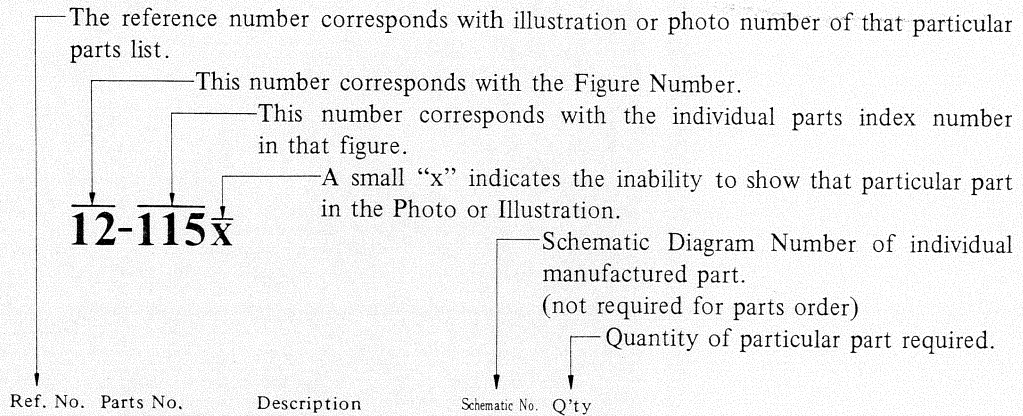 The reference number corresponds with illustration or photo number of that particular
parts list.
This number corresponds with the Figure Number.
This number corresponds with the individual parts index number
in that figure.
A small “x” indicates the inability to show that particular part
in the Photo or Illustration.
12-115x
Schematic Diagram Number of individual
manufactured part.
(not required for parts order)
Quantity of particular part required.
Ref. No. Parts No. Description Schematic No. Q'ty